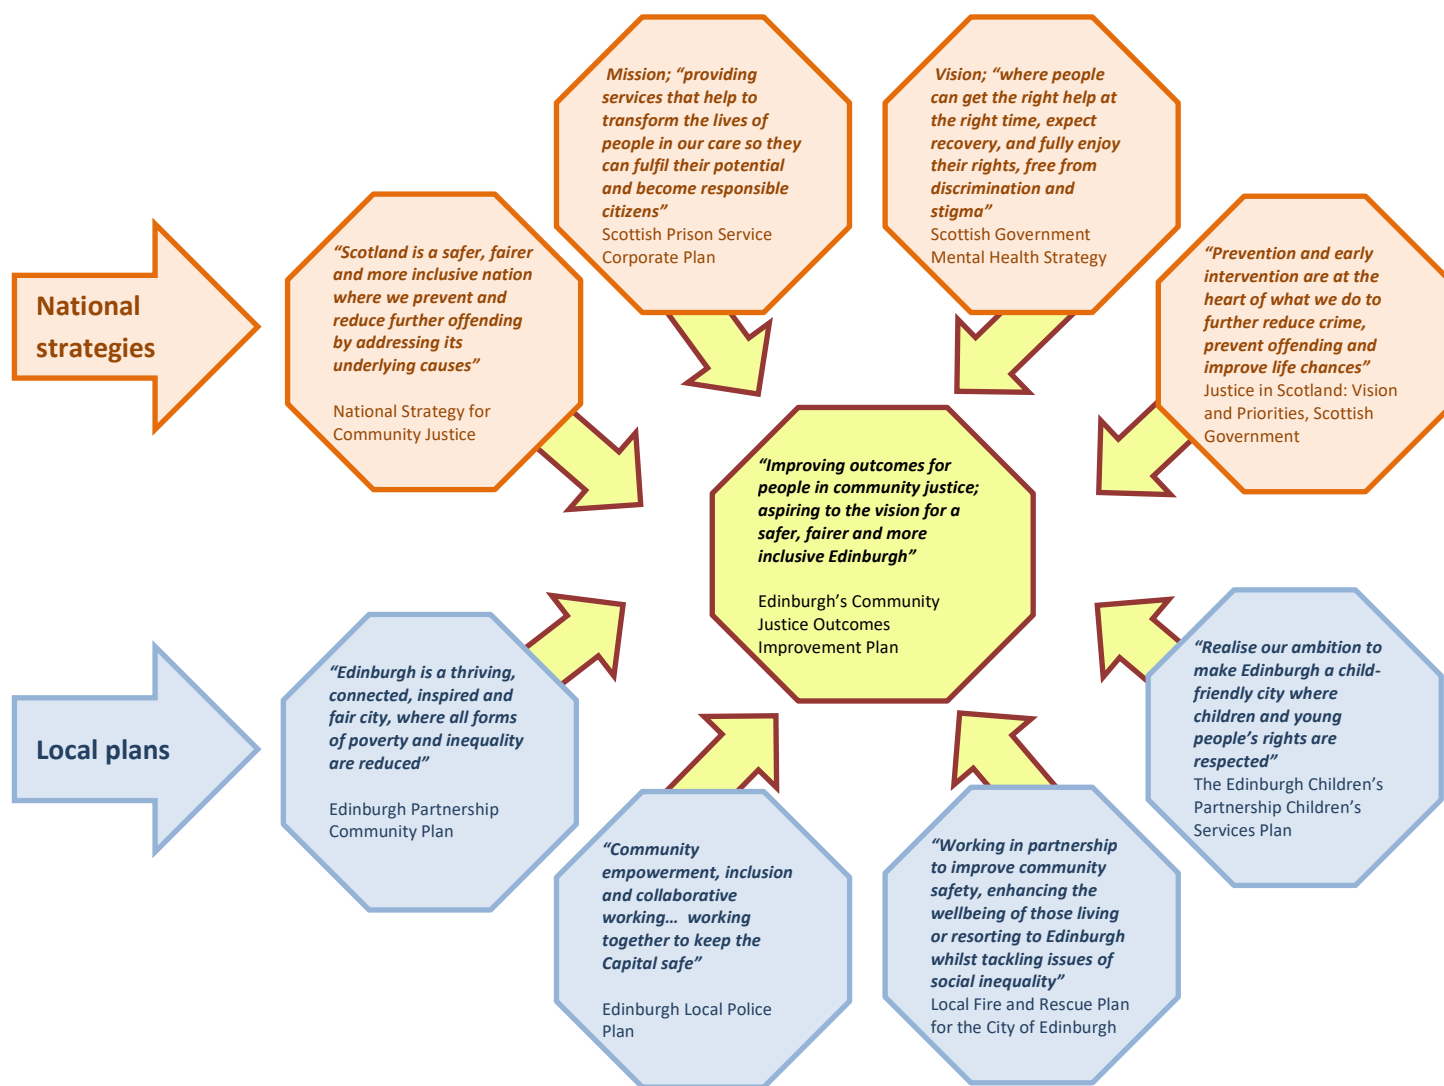 Mission; “providing
services that help to
transform the lives of
people in our care so they
can fulfil their potential
and become responsible
citizens”
Scottish Prison Service
Corporate Plan
Vision; “where people
can get the right help at
the right time, expect
recovery, and fully enjoy
their rights, free from
discrimination and
stigma”
Scottish Government
Mental Health Strategy
National
strategies
“Scotland is a safer, fairer
and more inclusive nation
where we prevent and
reduce further offending
by addressing its
underlying causes”
National Strategy for
Community Justice
“Prevention and early
intervention are at the
heart of what we do to
further reduce crime,
prevent offending and
improve life chances”
Justice in Scotland: Vision
and Priorities, Scottish
Government
“Improving outcomes for
people in community justice;
aspiring to the vision for a
safer, fairer and more
inclusive Edinburgh”
Edinburgh’s Community
Justice Outcomes
Improvement Plan
Local plans
“Edinburgh is a thriving,
connected, inspired and
fair city, where all forms
of poverty and inequality
are reduced”
Edinburgh Partnership
Community Plan
“Community
empowerment, inclusion
and collaborative
working… working
together to keep the
Capital safe”
Edinburgh Local Police
Plan
“Working in partnership
to improve community
safety, enhancing the
wellbeing of those living
or resorting to Edinburgh
whilst tackling issues of
social inequality”
Local Fire and Rescue Plan
for the City of Edinburgh
“Realise our ambition to
make Edinburgh a child-
friendly city where
children and young
people’s rights are
respected”
The Edinburgh Children’s
Partnership Children’s
Services Plan